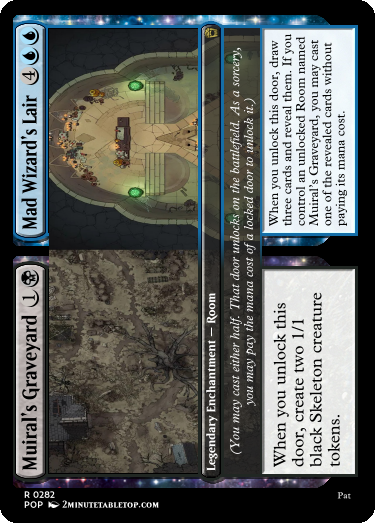 Muiral's Graveyard 1
When you unlock this
door, create two 1/1
black Skeleton creature
tokens.
Mad Wizard's Lair 4
When you unlock this door, draw
three cards and reveal them. If you
control an unlocked Room named
Muiral's Graveyard, you may cast
one of the revealed cards without
paying its mana cost.
Legendary Enchantment — Room
(You may cast either half. That door unlocks on the battlefield. As a sorcery,
you may pay the mana cost of a locked door to unlock it.)
R 0282
POP 2MINUTETABLETOP.COM
Pat